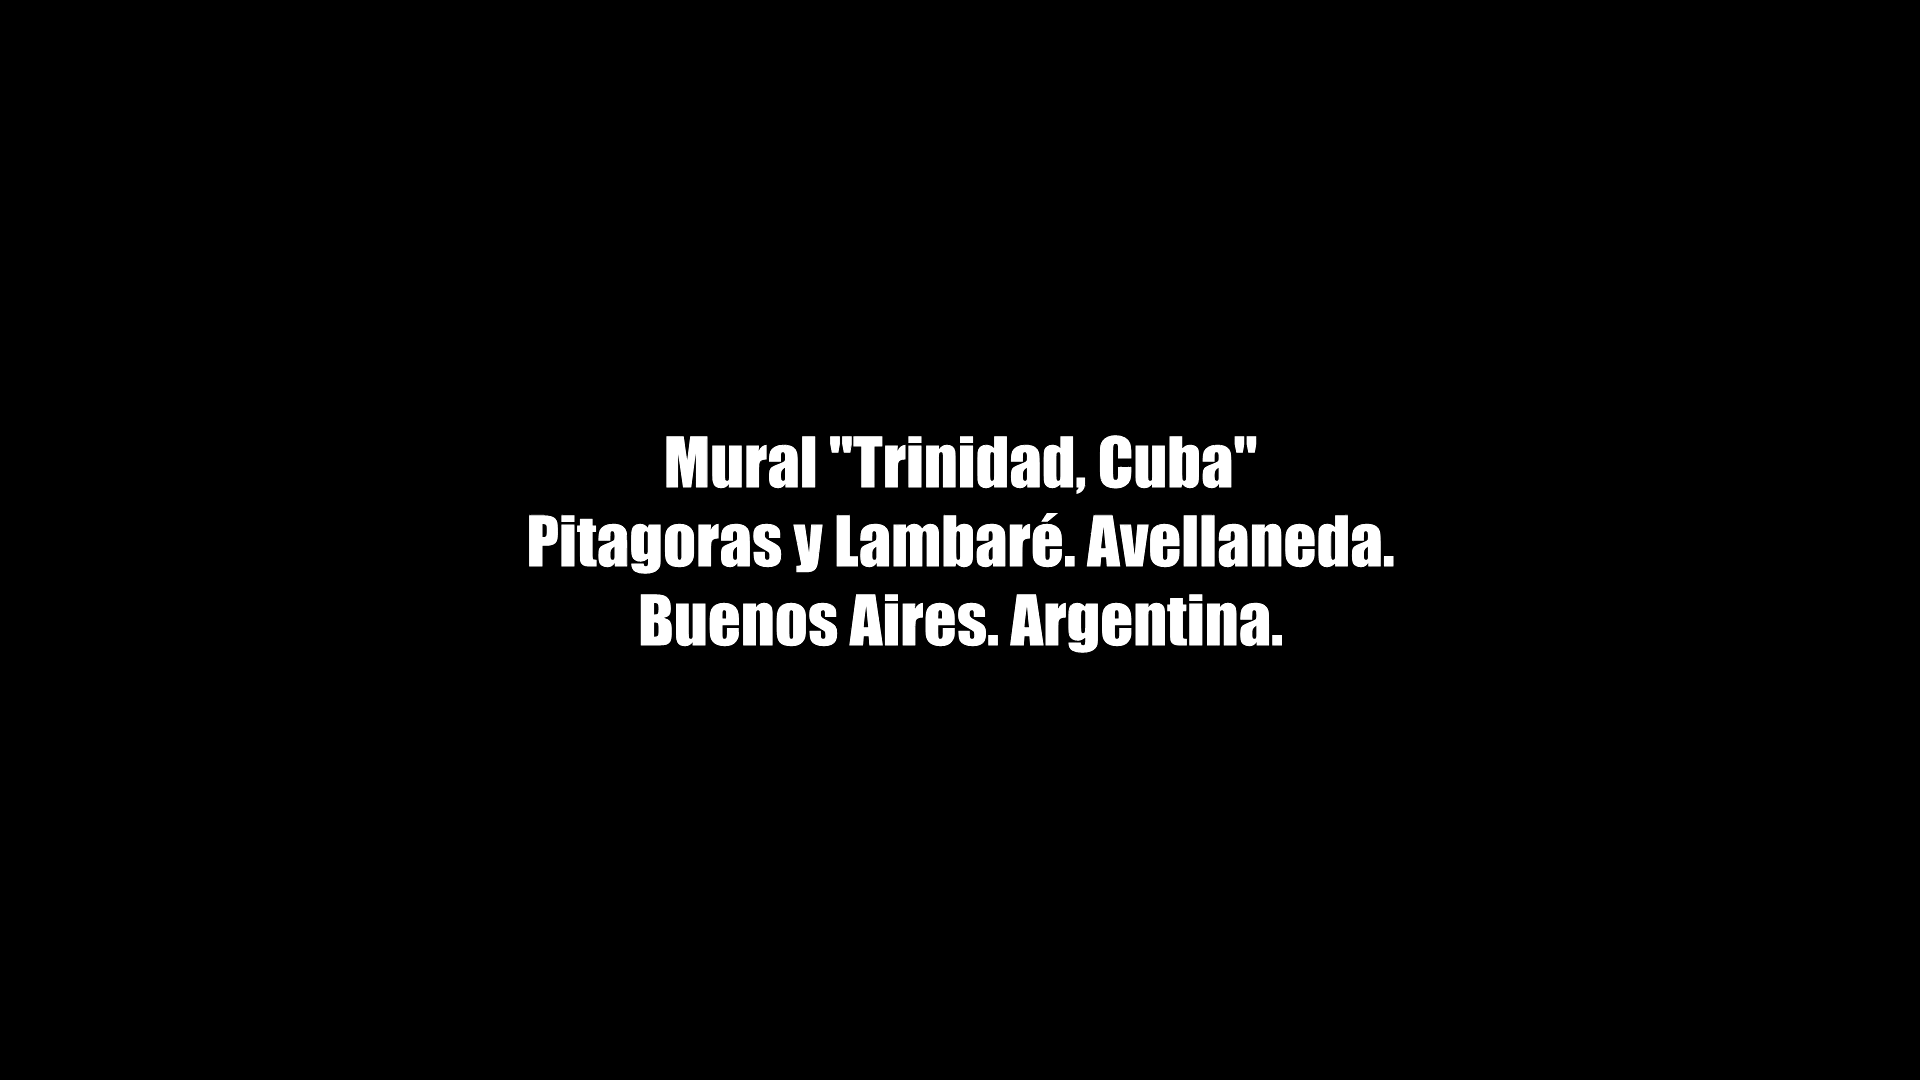 Mural "Trinidad, Cuba"
Pitagoras y Lambaré. Avellaneda.
Buenos Aires. Argentina.